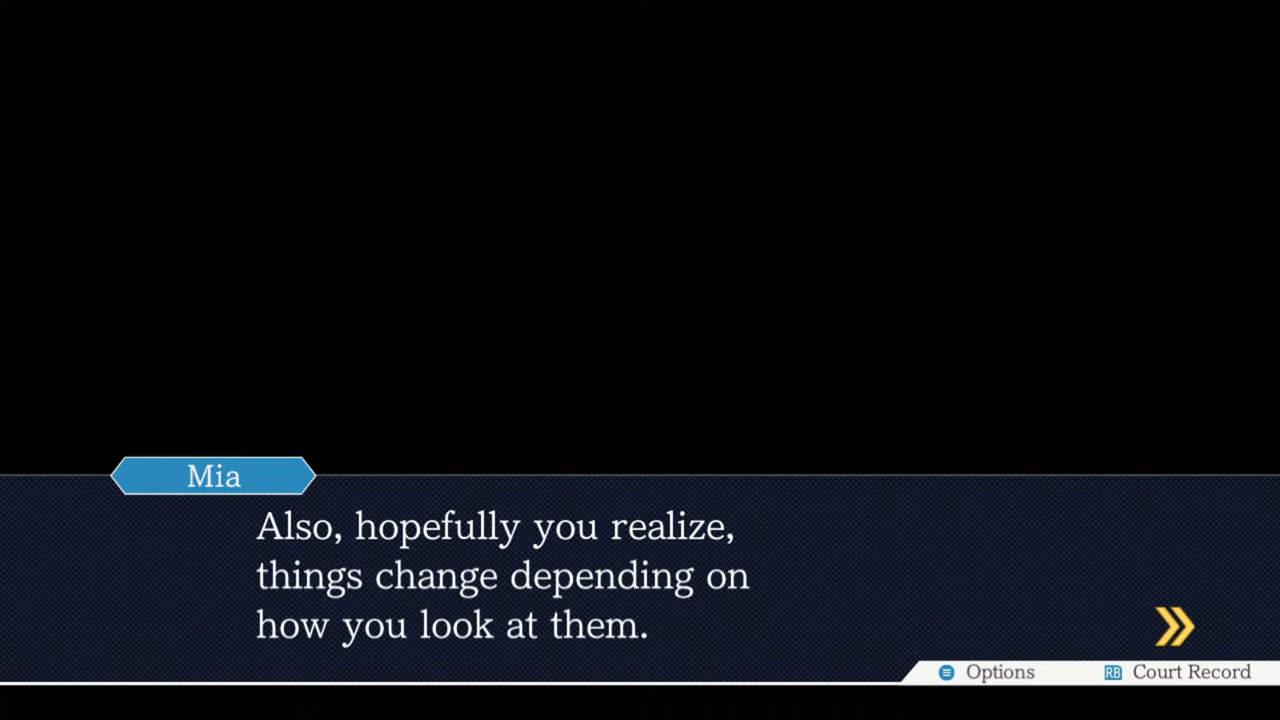 Mia
Also, hopefully you realize,
things change depending on
how you look at them.
Options
RB Court Record